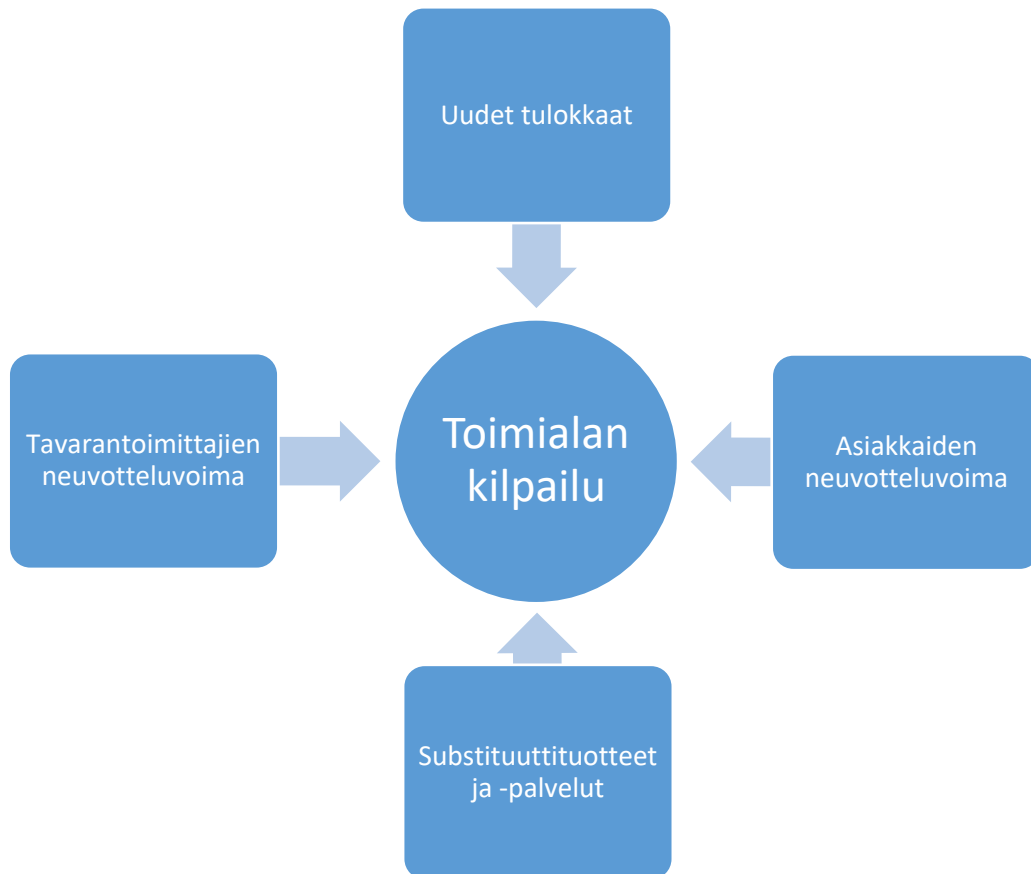 Uudet tulokkaat
Tavarantoimittajien
neuvotteluvoima
Toimialan
kilpailu
Asiakkaiden
neuvotteluvoima
Substituuttituotteet
ja -palvelut